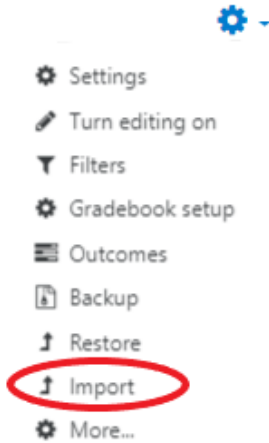 Settings
Turn editing on
Filters
Gradebook setup
Outcomes
Backup
Restore
Import
More...